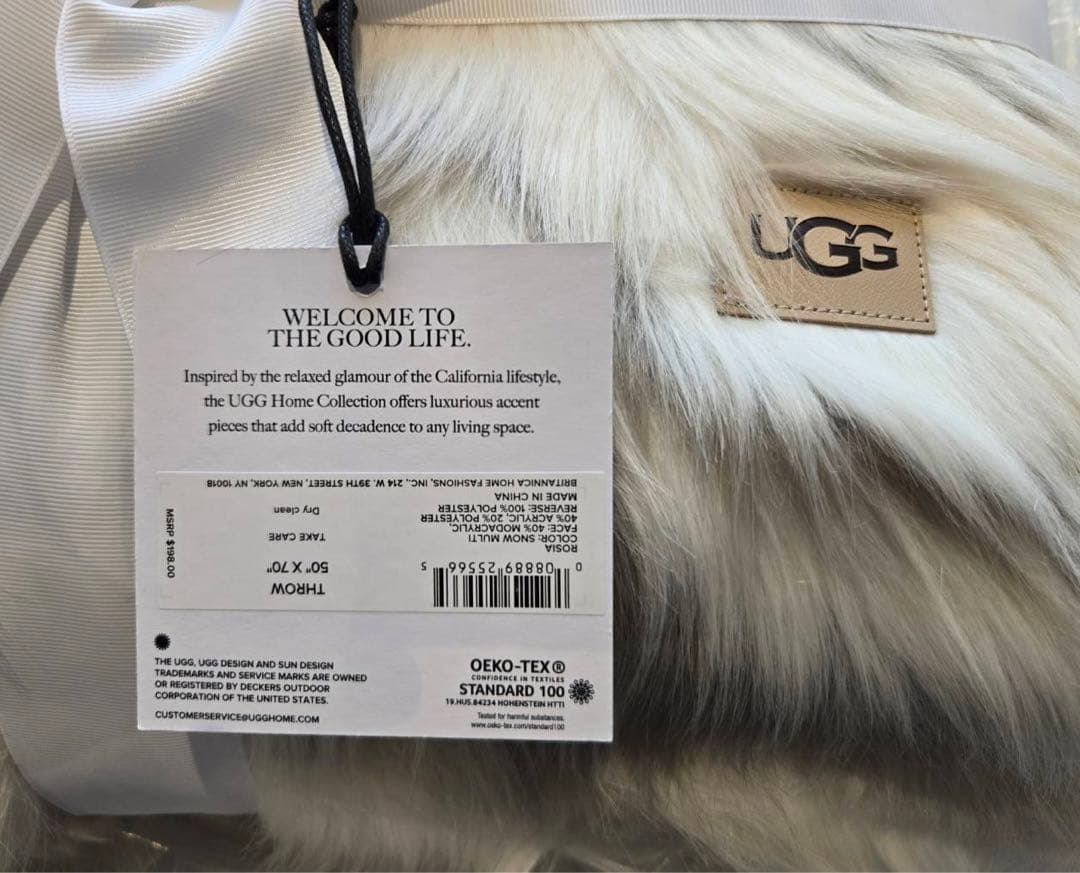 UGG
WELCOME TO
THE GOOD LIFE.
Inspired by the relaxed glamour of the California lifestyle,
the UGG Home Collection offers luxurious accent
pieces that add soft decadence to any living space.
0 08889 25566 5
ROSIA
COLOR: SNOW MULTI
FACE: 40% MODACRYLIC,
40% ACRYLIC, 20% POLYESTER
REVERSE: 100% POLYESTER
MADE IN CHINA
THROW
50" X 70"
TAKE CARE
Dry clean
BRITANNICA HOME FASHIONS, INC., 214 W. 39TH STREET, NEW YORK, NY 10018
MSRP $198.00
THE UGG, UGG DESIGN AND SUN DESIGN
TRADEMARKS AND SERVICE MARKS ARE OWNED
OR REGISTERED BY DECKERS OUTDOOR
CORPORATION OF THE UNITED STATES.
CUSTOMERSERVICE@UGGHOME.COM
OEKO-TEX®
CONFIDENCE IN TEXTILES
STANDARD 100
19.HUS.84234 HOHENSTEIN HTTI
Tested for harmful substances.
www.oeko-tex.com/standard100